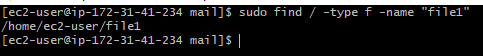 [ec2-user@ip-172-31-41-234 mail]$ sudo find / -type f -name "file1"
/home/ec2-user/file1
[ec2-user@ip-172-31-41-234 mail]$